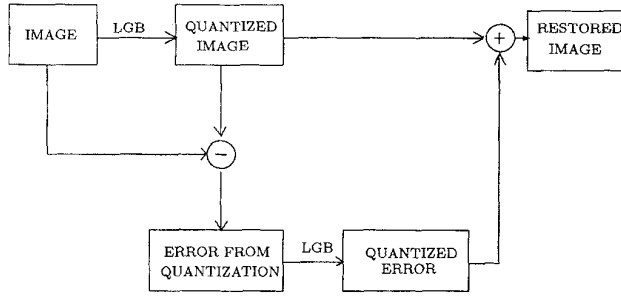 IMAGE
LGB
QUANTIZED
IMAGE
+
RESTORED
IMAGE
−
ERROR FROM
QUANTIZATION
LGB
QUANTIZED
ERROR